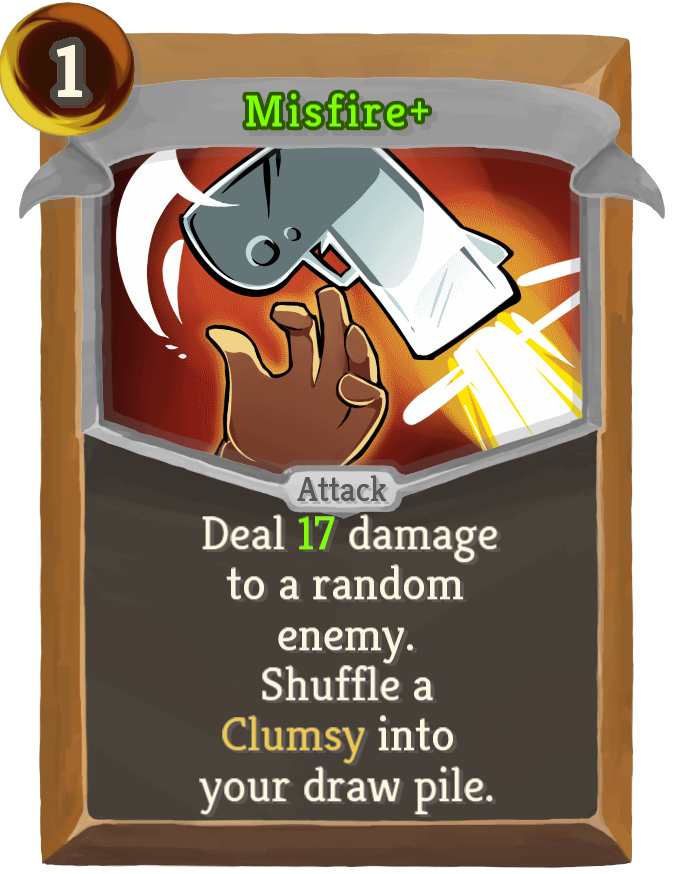 1
Misfire+
Attack
Deal 17 damage
to a random
enemy.
Shuffle a
Clumsy into
your draw pile.